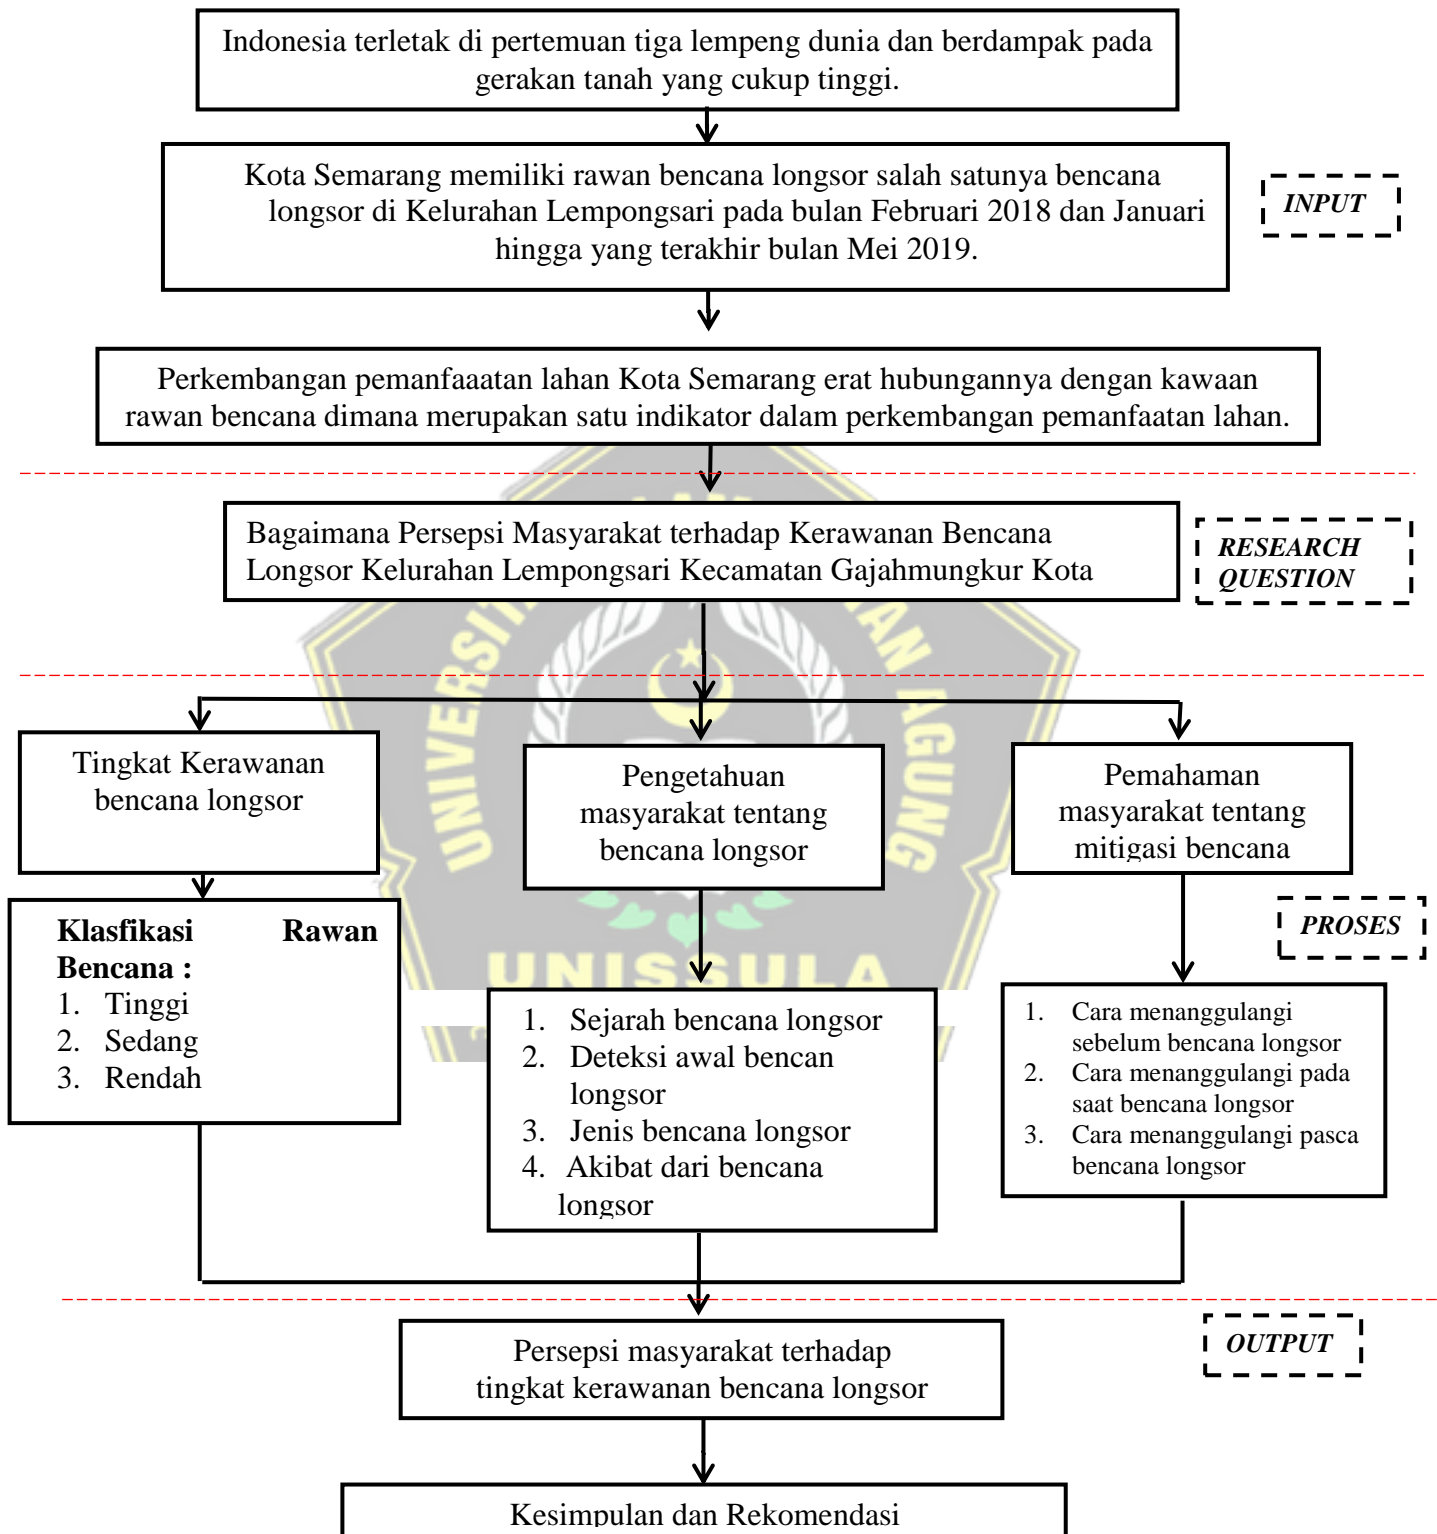 Indonesia terletak di pertemuan tiga lempeng dunia dan berdampak pada
gerakan tanah yang cukup tinggi.
Kota Semarang memiliki rawan bencana longsor salah satunya bencana
longsor di Kelurahan Lempongsari pada bulan Februari 2018 dan Januari
hingga yang terakhir bulan Mei 2019.
INPUT
Perkembangan pemanfaaatan lahan Kota Semarang erat hubungannya dengan kawaan
rawan bencana dimana merupakan satu indikator dalam perkembangan pemanfaatan lahan.
Bagaimana Persepsi Masyarakat terhadap Kerawanan Bencana
Longsor Kelurahan Lempongsari Kecamatan Gajahmungkur Kota
RESEARCH
QUESTION
Tingkat Kerawanan
bencana longsor
Pengetahuan
masyarakat tentang
bencana longsor
Pemahaman
masyarakat tentang
mitigasi bencana
PROSES
Klasfikasi Rawan
Bencana :
1. Tinggi
2. Sedang
3. Rendah
1. Sejarah bencana longsor
2. Deteksi awal bencan
longsor
3. Jenis bencana longsor
4. Akibat dari bencana
longsor
1. Cara menanggulangi
sebelum bencana longsor
2. Cara menanggulangi pada
saat bencana longsor
3. Cara menanggulangi pasca
bencana longsor
OUTPUT
Persepsi masyarakat terhadap
tingkat kerawanan bencana longsor
Kesimpulan dan Rekomendasi
AGUNG
UNISSULA